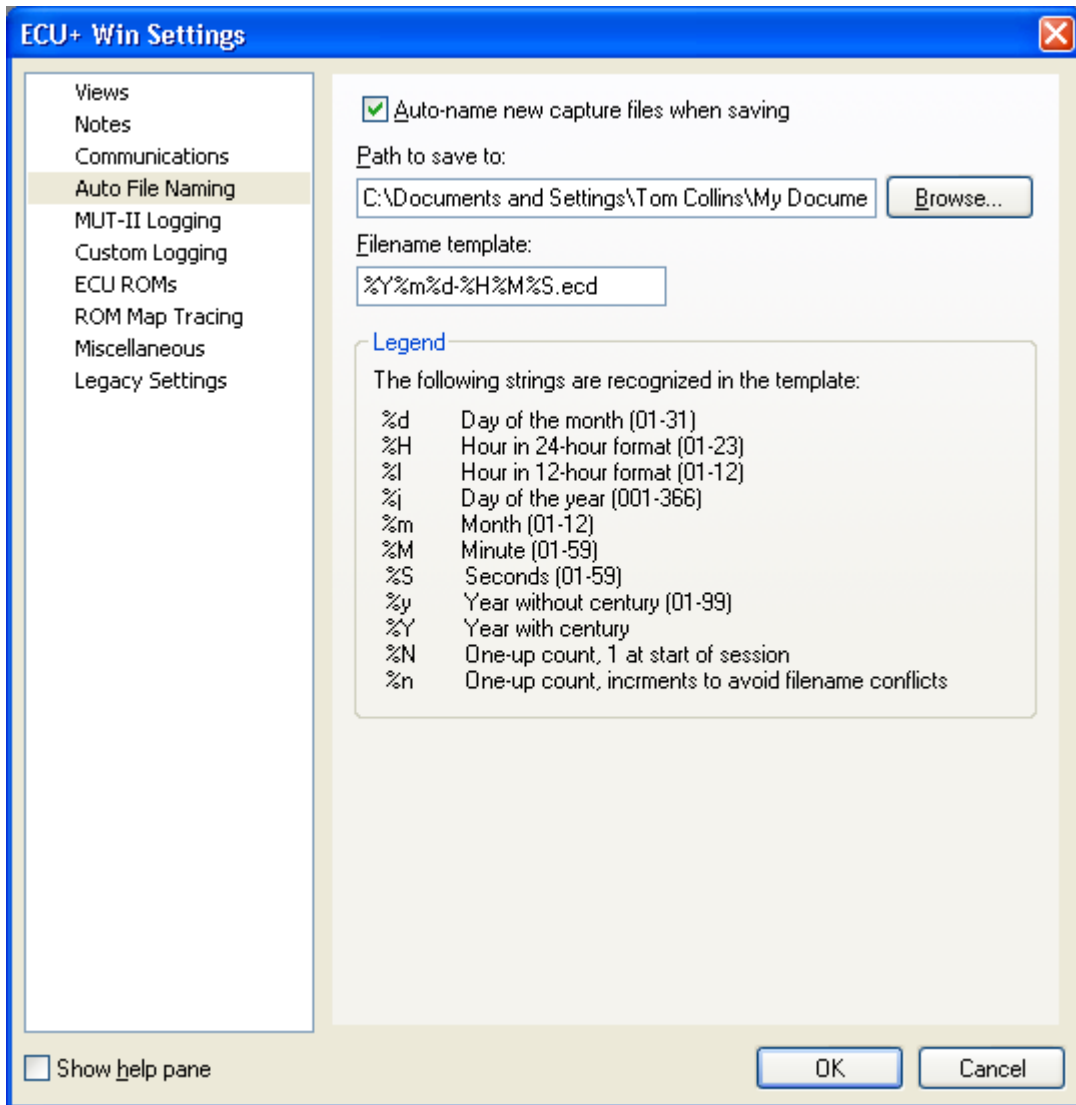 ECU+ Win Settings
Views
Notes
Communications
Auto File Naming
MUT-II Logging
Custom Logging
ECU ROMs
ROM Map Tracing
Miscellaneous
Legacy Settings
Auto-name new capture files when saving
Path to save to:
C:\Documents and Settings\Tom Collins\My Docume
Browse...
Filename template:
%Y%m%d-%H%M%S.ecd
Legend
The following strings are recognized in the template:
%d Day of the month (01-31)
%H Hour in 24-hour format (01-23)
%I Hour in 12-hour format (01-12)
%j Day of the year (001-366)
%m Month (01-12)
%M Minute (01-59)
%S Seconds (01-59)
%y Year without century (01-99)
%Y Year with century
%N One-up count, 1 at start of session
%n One-up count, incrments to avoid filename conflicts
Show help pane
OK
Cancel